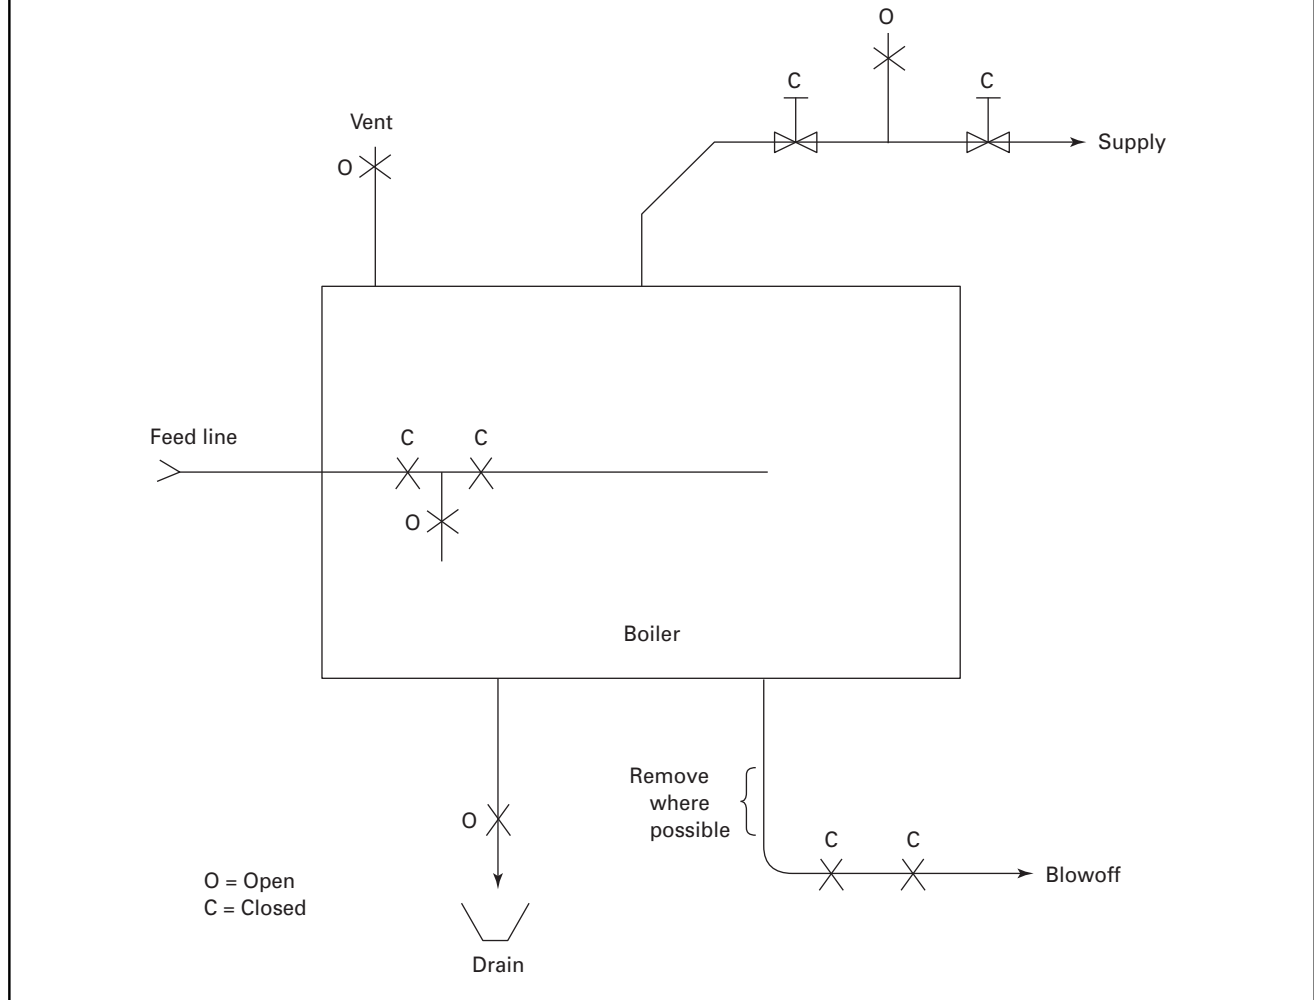 O
C
C
Vent
Supply
O
Feed line
C
C
O
Boiler
Remove
where
possible
O
C
C
O = Open
C = Closed
Blowoff
Drain